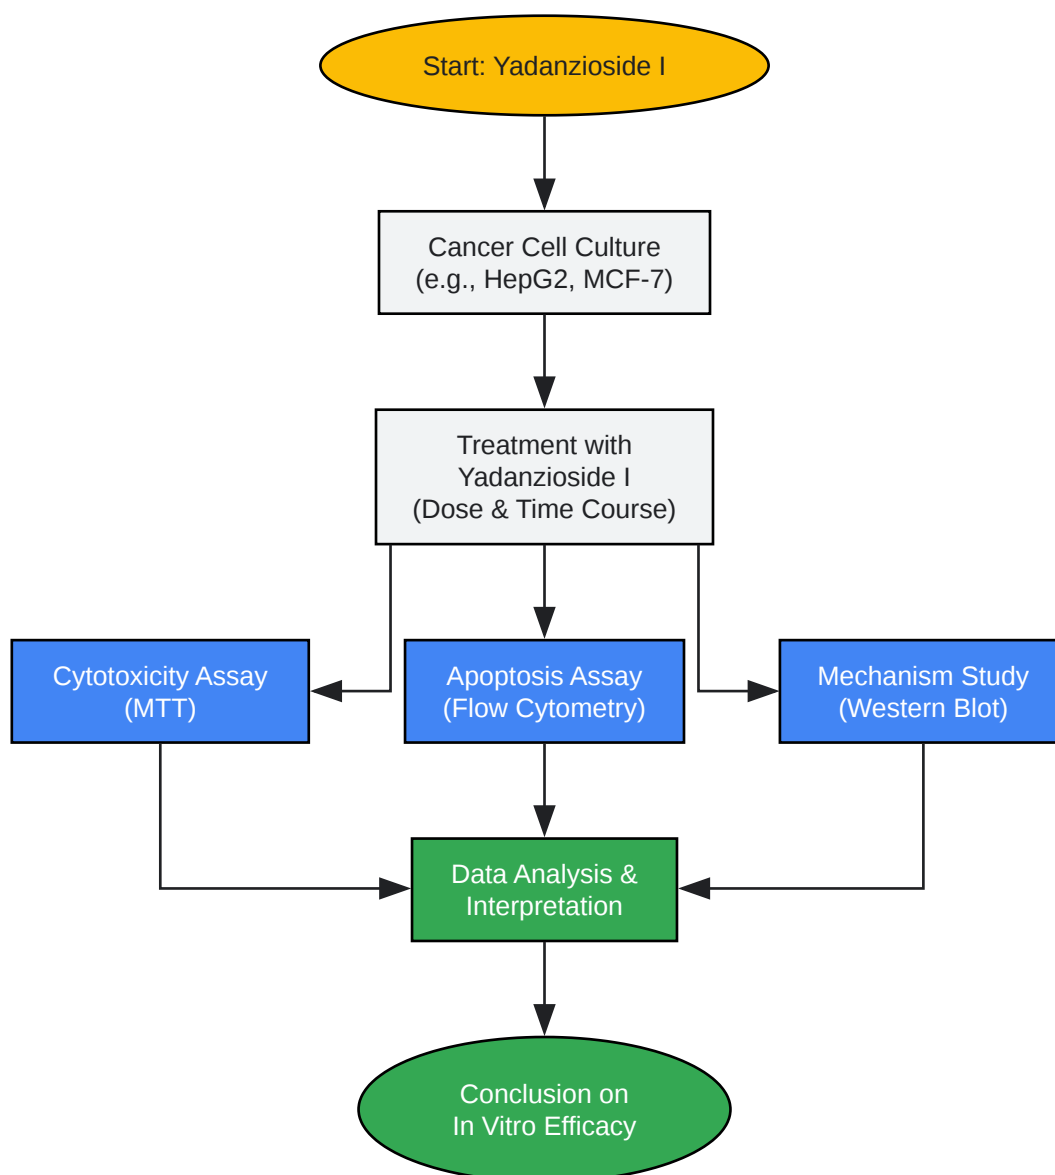 Start: Yadanzioside I
Cancer Cell Culture
(e.g., HepG2, MCF-7)
Treatment with
Yadanzioside I
(Dose & Time Course)
Cytotoxicity Assay
(MTT)
Apoptosis Assay
(Flow Cytometry)
Mechanism Study
(Western Blot)
Data Analysis &
Interpretation
Conclusion on
In Vitro Efficacy